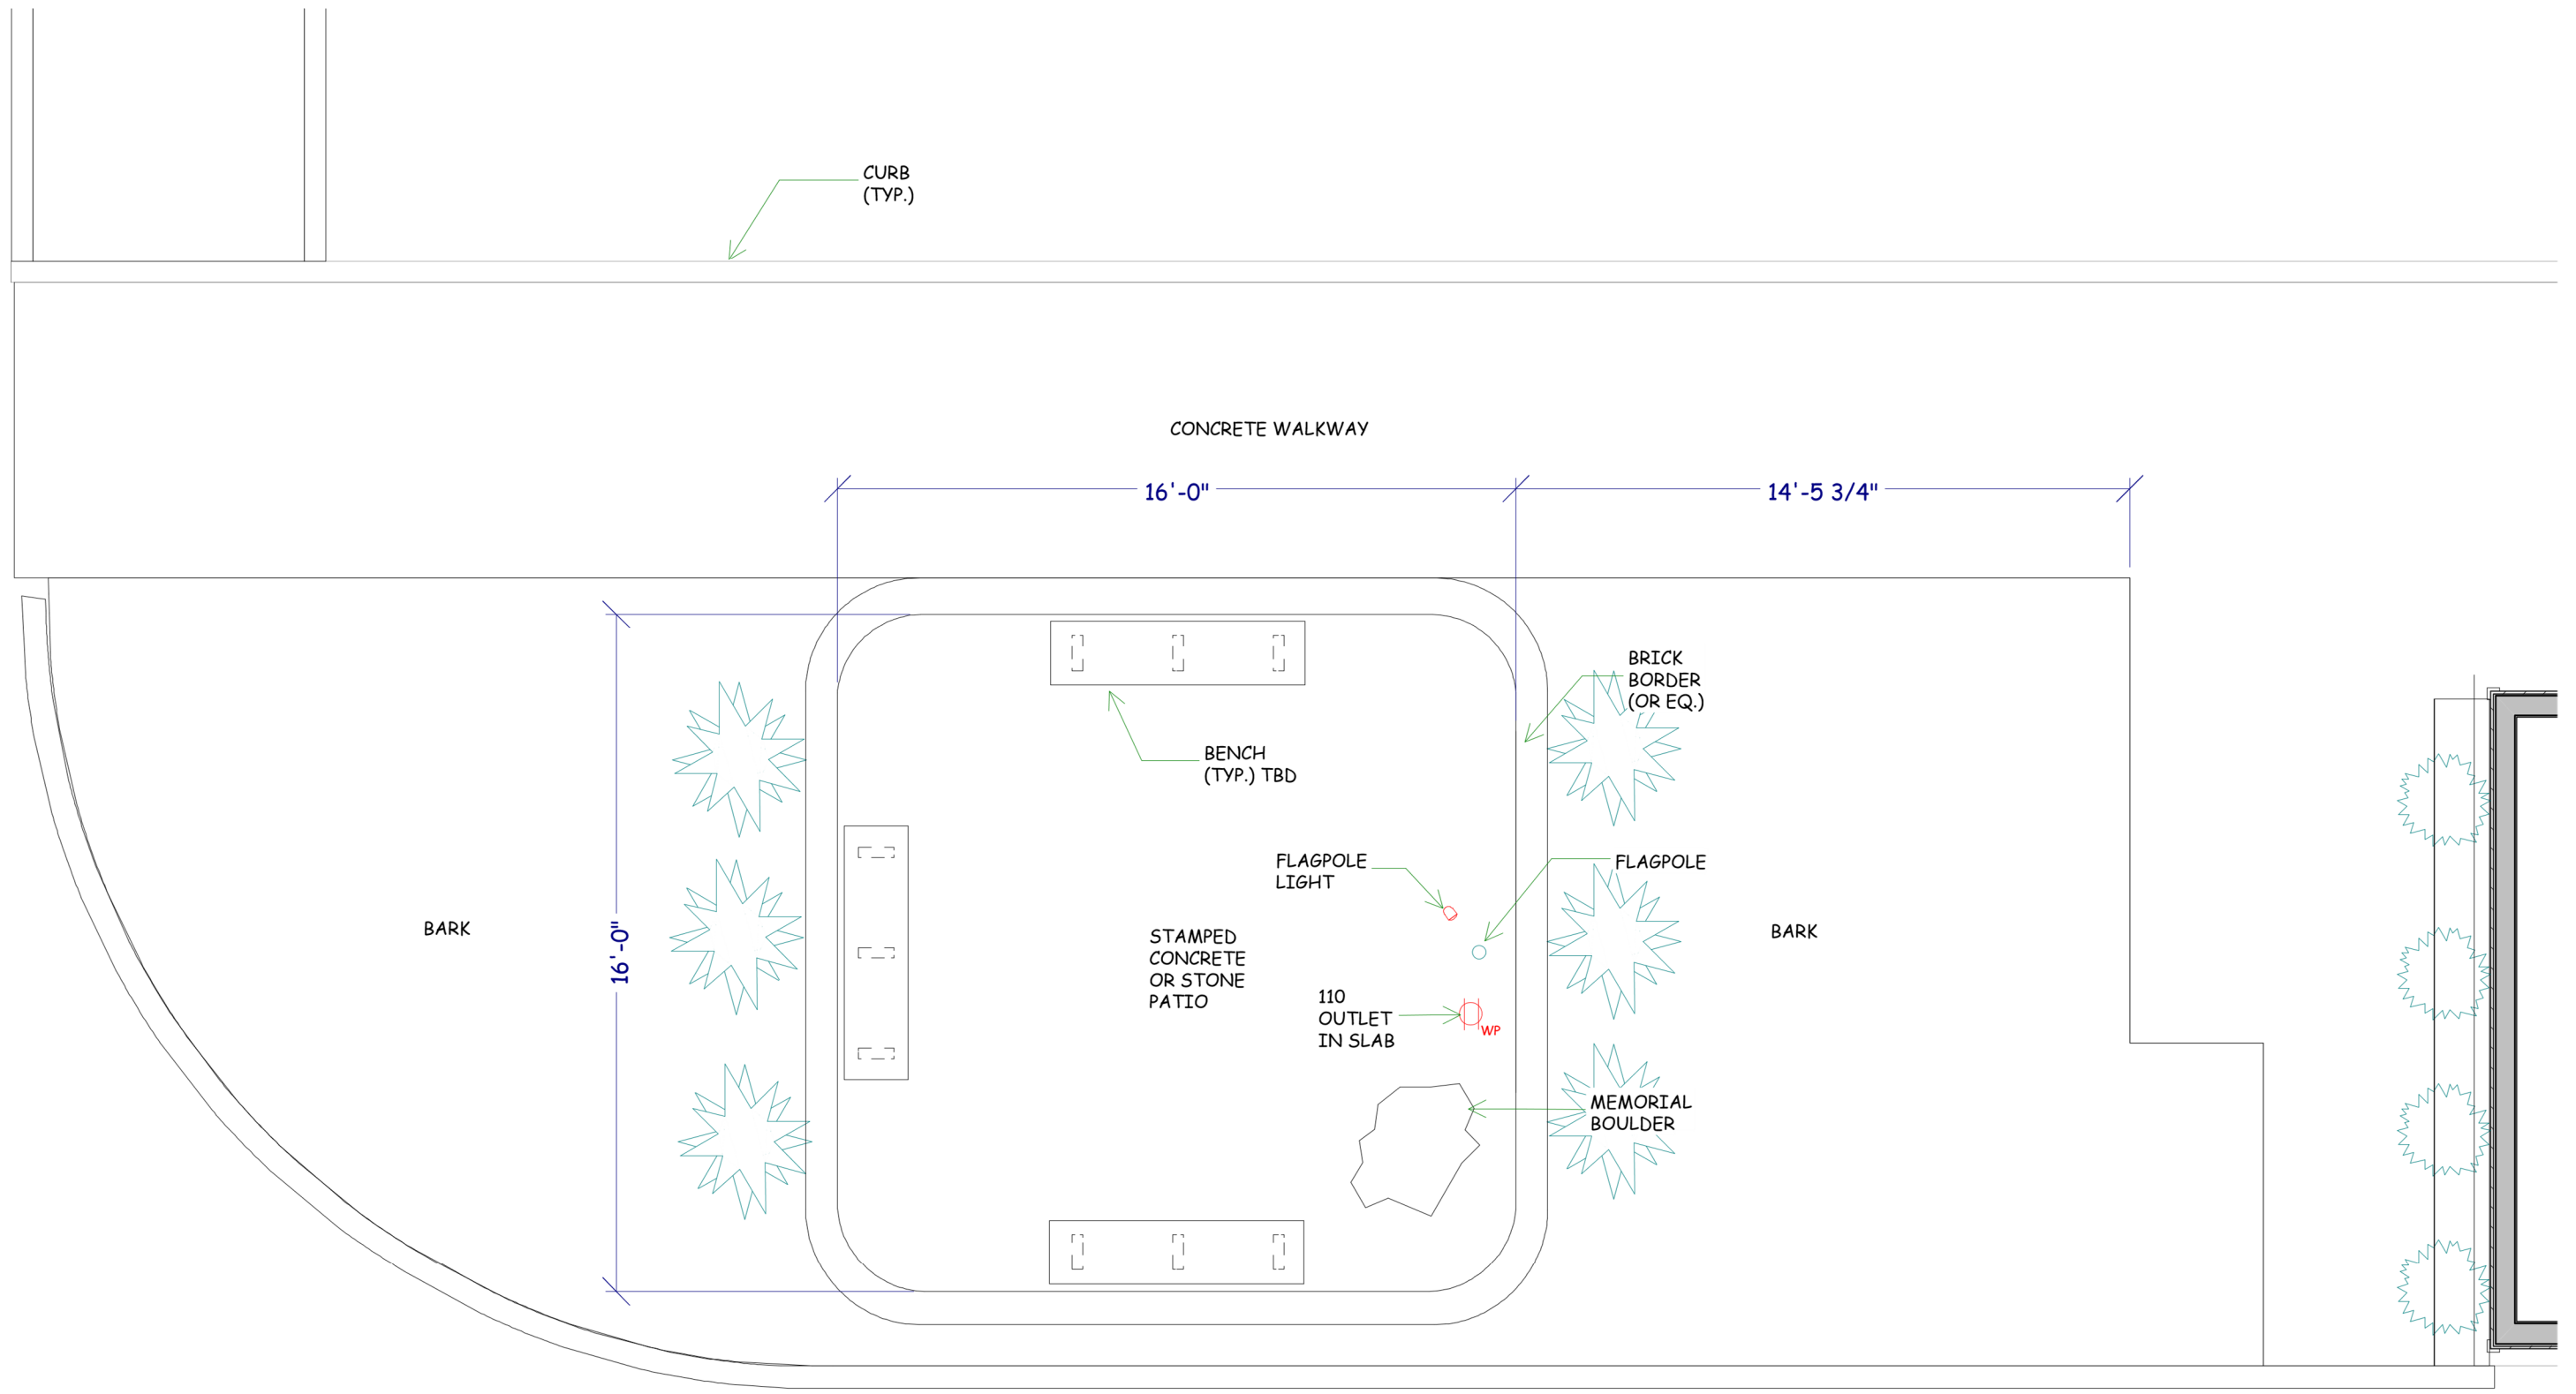 CURB
(TYP.)
CONCRETE WALKWAY
16'-0"
14'-5 3/4"
BRICK
BORDER
(OR EQ.)
BENCH
(TYP.) TBD
FLAGPOLE
LIGHT
FLAGPOLE
BARK
16'-0"
STAMPED
CONCRETE
OR STONE
PATIO
BARK
110
OUTLET
IN SLAB
WP
MEMORIAL
BOULDER